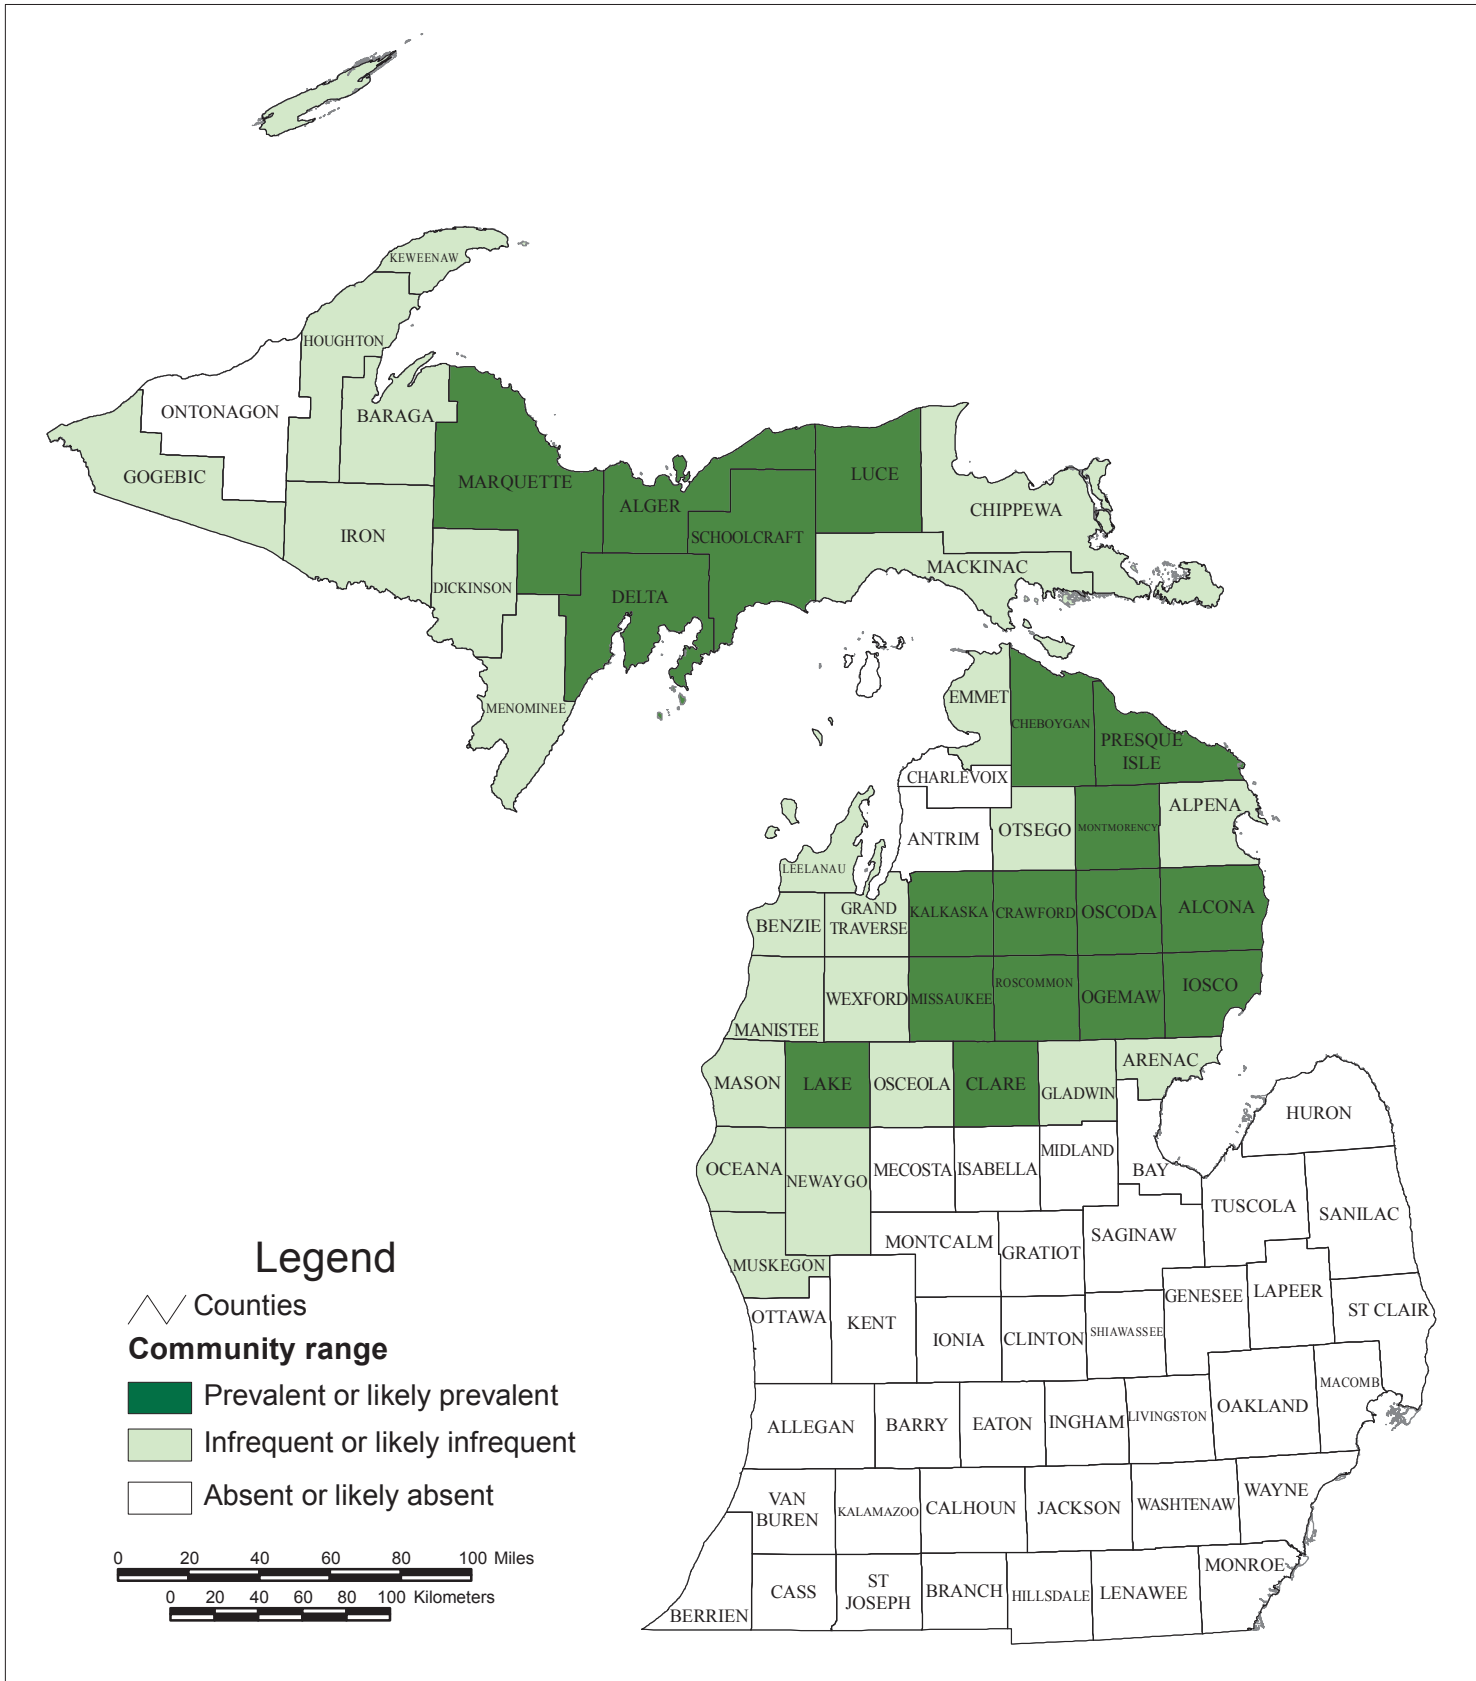 KEWEENAW
HOUGHTON
ONTONAGON
BARAGA
GOGEBIC
MARQUETTE
LUCE
ALGER
CHIPPEWA
IRON
SCHOOLCRAFT
MACKINAC
DICKINSON
DELTA
EMMET
MENOMINEE
CHEBOYGAN
PRESQUE
ISLE
CHARLEVOIX
ALPENA
OTSEGO
MONTMORENCY
ANTRIM
LEELANAU
GRAND
TRAVERSE
KALKASKA
CRAWFORD
OSCODA
ALCONA
BENZIE
WEXFORD
MISSAUKEE
ROSCOMMON
OGEMAW
IOSCO
MANISTEE
ARENAC
MASON
LAKE
OSCEOLA
CLARE
GLADWIN
HURON
OCEANA
NEWAYGO
MECOSTA
ISABELLA
MIDLAND
BAY
TUSCOLA
SANILAC
MONTCALM
GRATIOT
SAGINAW
MUSKEGON
GENESEE
LAPEER
ST CLAIR
OTTAWA
KENT
IONIA
CLINTON
SHIAWASSEE
MACOMB
ALLEGAN
BARRY
EATON
INGHAM
LIVINGSTON
OAKLAND
VAN
BUREN
KALAMAZOO
CALHOUN
JACKSON
WASHTENAW
WAYNE
BERRIEN
CASS
ST
JOSEPH
BRANCH
HILLSDALE
LENAWEE
MONROE
Legend
Counties
Community range
Prevalent or likely prevalent
Infrequent or likely infrequent
Absent or likely absent
0 20 40 60 80 100 Miles
0 20 40 60 80 100 Kilometers